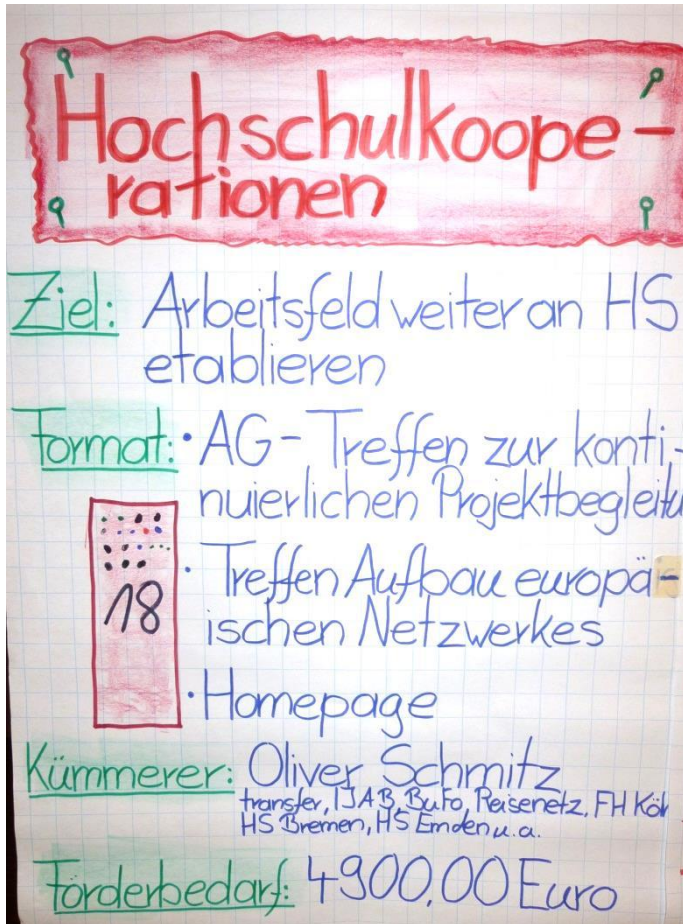 Hochschulkoope-
rationen
Ziel: Arbeitsfeld weiter an HS
etablieren
Format: • AG-Treffen zur konti-
nuierlichen Projektbegleitu
• Treffen Aufbau europä-
ischen Netzwerkes
18
• Homepage
Kümmerer: Oliver Schmitz
transfer, IJAB, BuFo, Reisenetz, FH Köl
HS Bremen, HS Emden u.a.
Förderbedarf: 4900,00 Euro